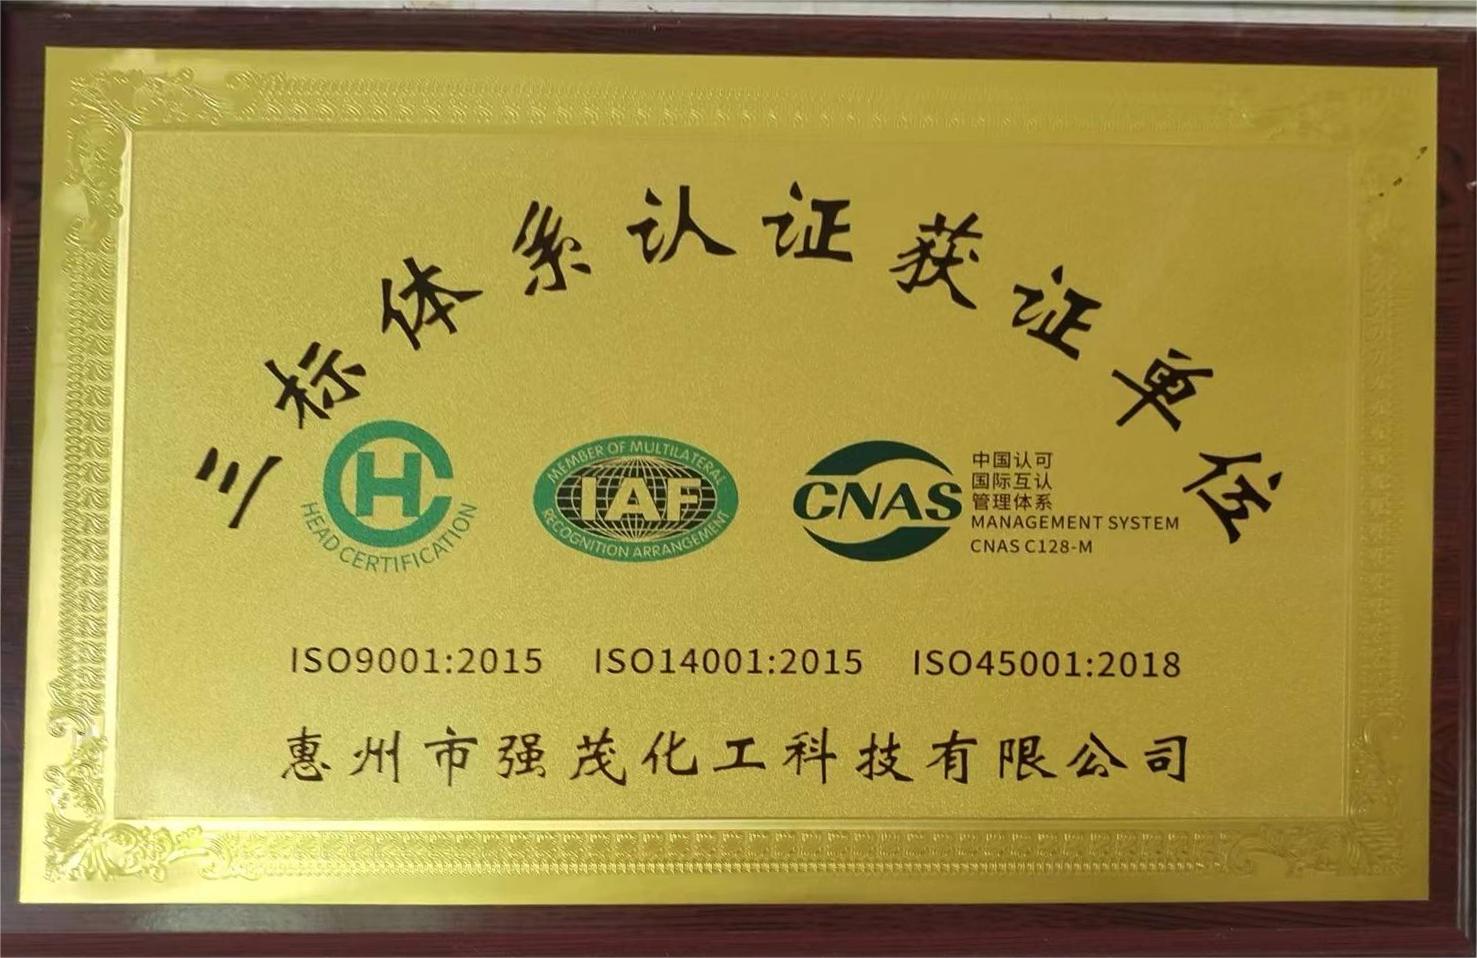 三标体系认证获证单位
HC
HEAD CERTIFICATION
MEMBER OF MULTILATERAL
IAF
RECOGNITION ARRANGEMENT
CNAS
中国认可
国际互认
管理体系
MANAGEMENT SYSTEM
CNAS C128-M
ISO9001:2015 ISO14001:2015 ISO45001:2018
惠州市强茂化工科技有限公司